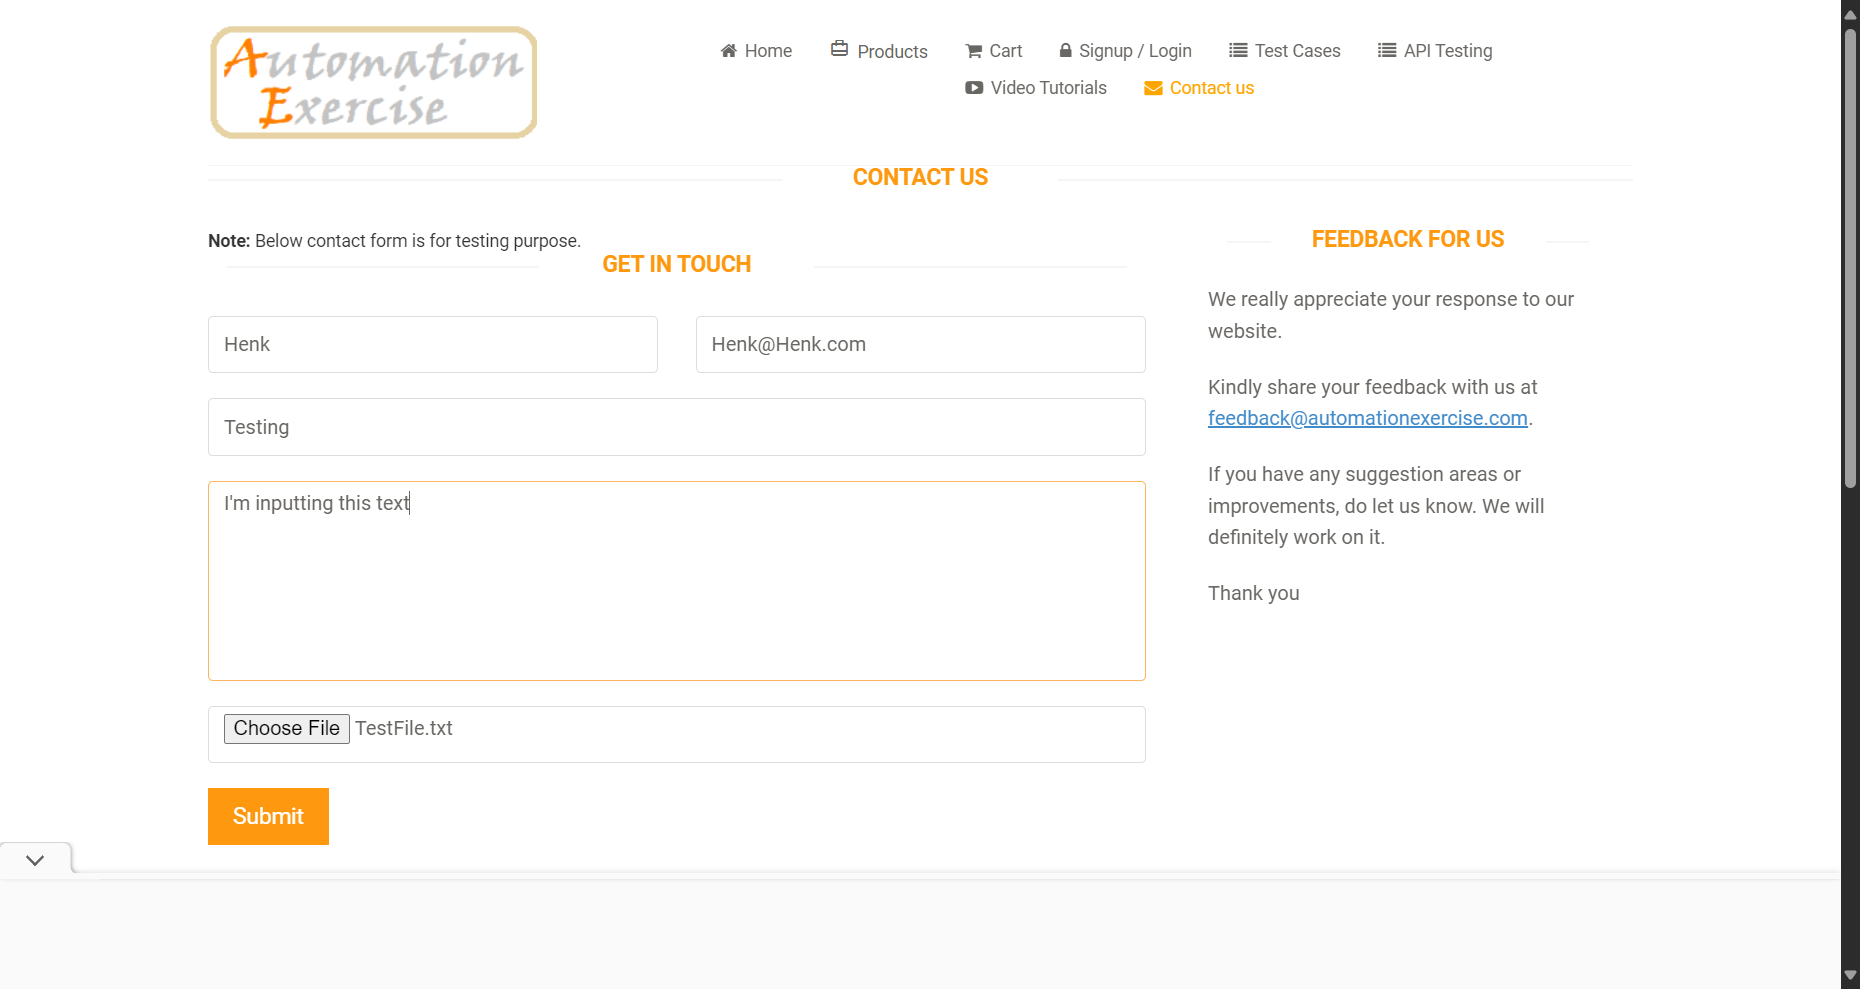 Automation
Exercise
Home
Products
Cart
Signup / Login
Test Cases
API Testing
Video Tutorials
Contact us
CONTACT US
Note: Below contact form is for testing purpose.
GET IN TOUCH
Henk
Henk@Henk.com
Testing
I'm inputting this text
Choose File TestFile.txt
Submit
FEEDBACK FOR US
We really appreciate your response to our
website.
Kindly share your feedback with us at
feedback@automationexercise.com.
If you have any suggestion areas or
improvements, do let us know. We will
definitely work on it.
Thank you